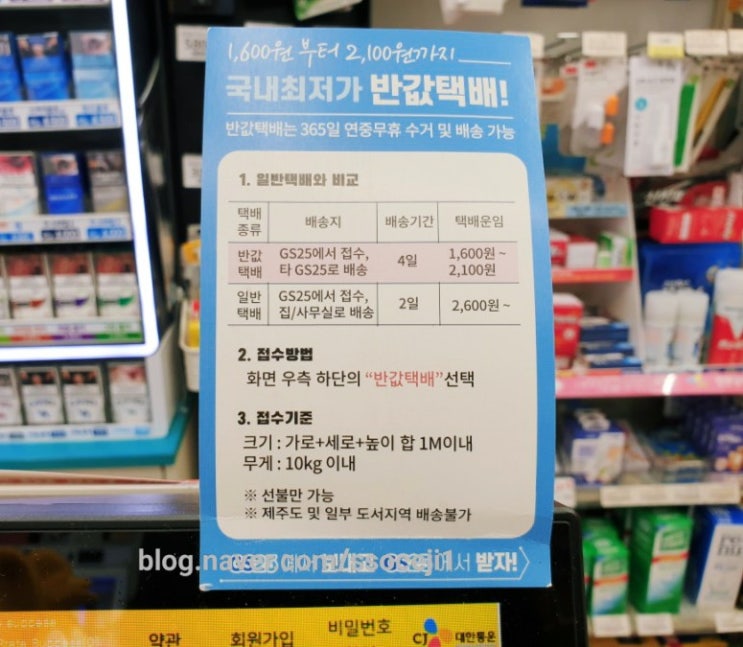 1,600원 부터 2,100원까지
국내최저가 반값택배!
반값택배는 365일 연중무휴 수거 및 배송 가능
1. 일반택배와 비교
택배종류 배송지 배송기간 택배운임
반값택배 GS25에서 접수, 타 GS25로 배송 4일 1,600원 ~ 2,100원
일반택배 GS25에서 접수, 집/사무실로 배송 2일 2,600원 ~
2. 접수방법
화면 우측 하단의 “반값택배”선택
3. 접수기준
크기 : 가로+세로+높이 합 1M이내
무게 : 10kg 이내
※ 선불만 가능
※ 제주도 및 일부 도서지역 배송불가
받자!
약관 회원가입 비밀번호 CJ 대한통운